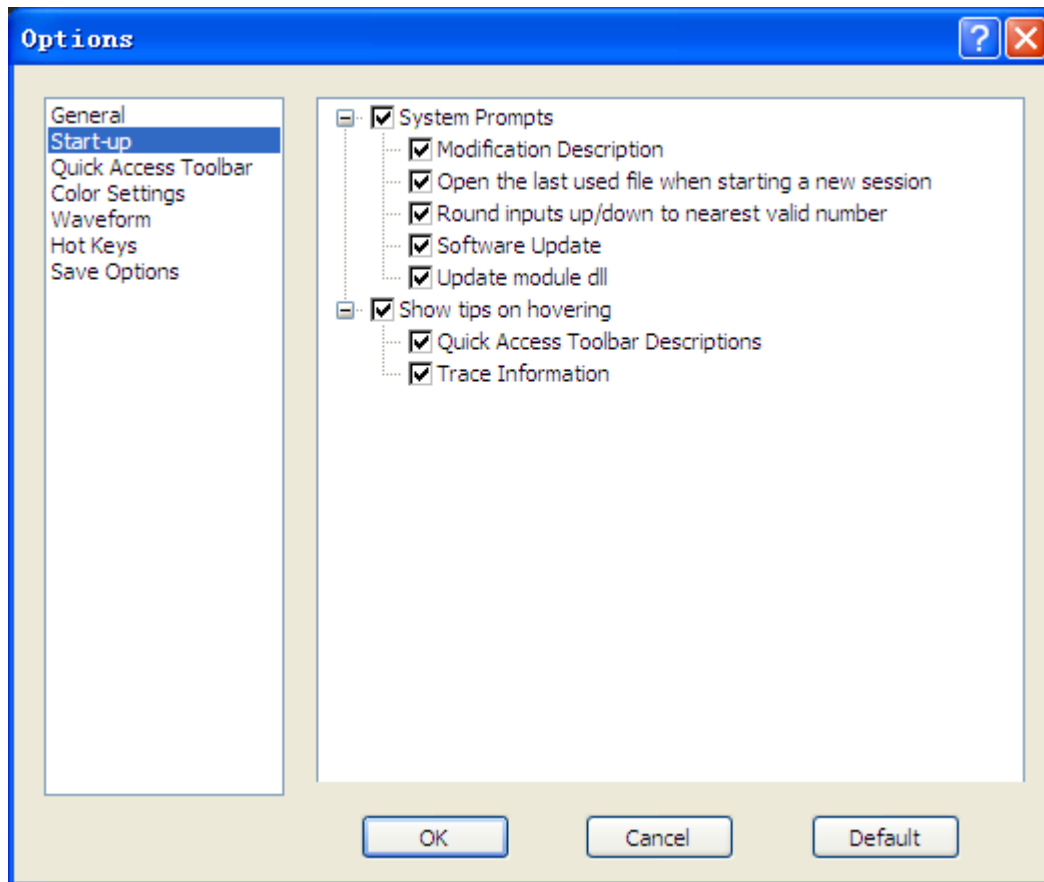 Options
General
Start-up
Quick Access Toolbar
Color Settings
Waveform
Hot Keys
Save Options
System Prompts
Modification Description
Open the last used file when starting a new session
Round inputs up/down to nearest valid number
Software Update
Update module dll
Show tips on hovering
Quick Access Toolbar Descriptions
Trace Information
OK
Cancel
Default